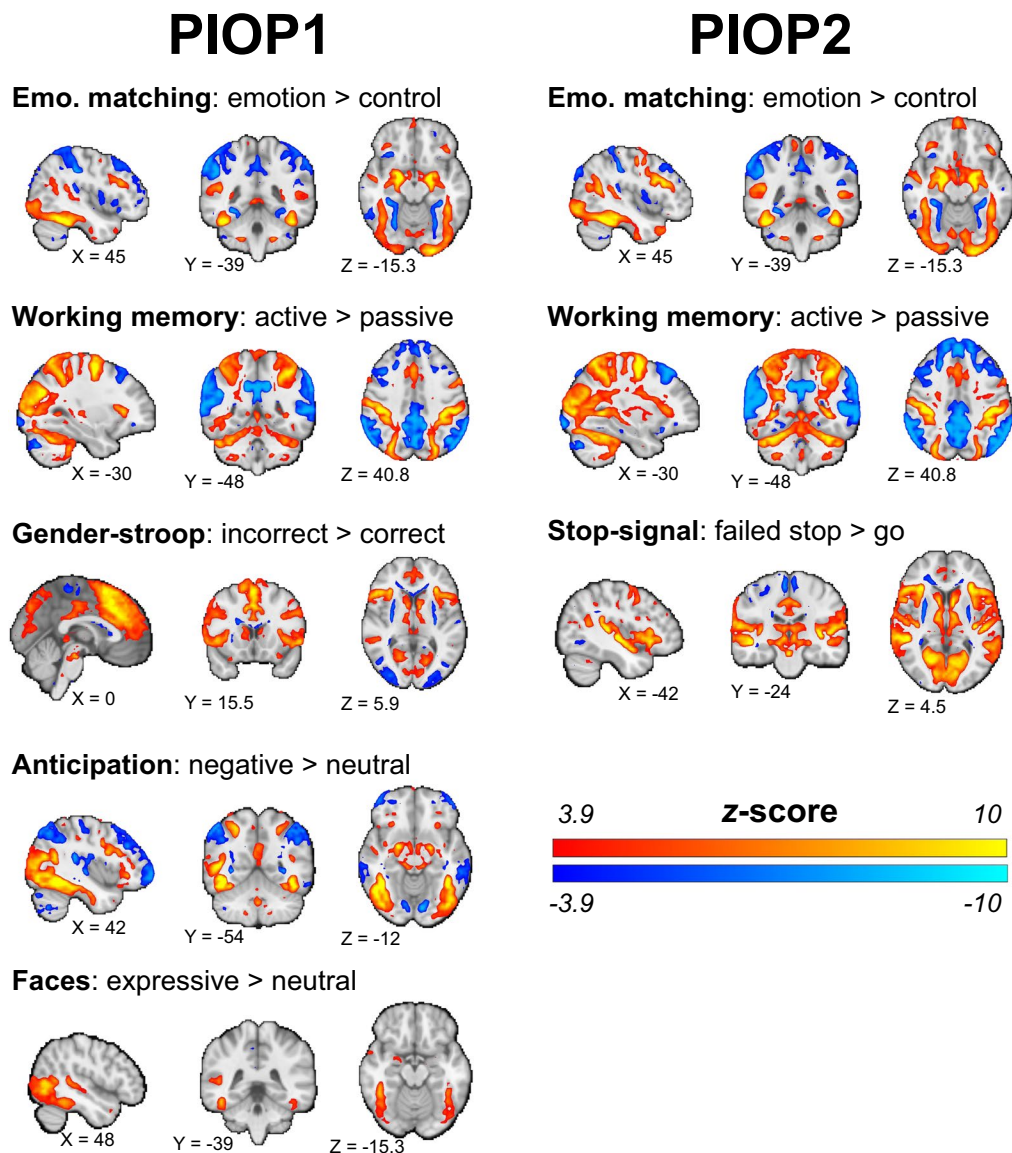 PIOP1
Emo. matching: emotion > control
X = 45
Y = -39
Z = -15.3
Working memory: active > passive
X = -30
Y = -48
Z = 40.8
Gender-stroop: incorrect > correct
X = 0
Y = 15.5
Z = 5.9
Anticipation: negative > neutral
X = 42
Y = -54
Z = -12
Faces: expressive > neutral
X = 48
Y = -39
Z = -15.3
PIOP2
Emo. matching: emotion > control
X = 45
Y = -39
Z = -15.3
Working memory: active > passive
X = -30
Y = -48
Z = 40.8
Stop-signal: failed stop > go
X = -42
Y = -24
Z = 4.5
3.9 z-score 10
-3.9 -10